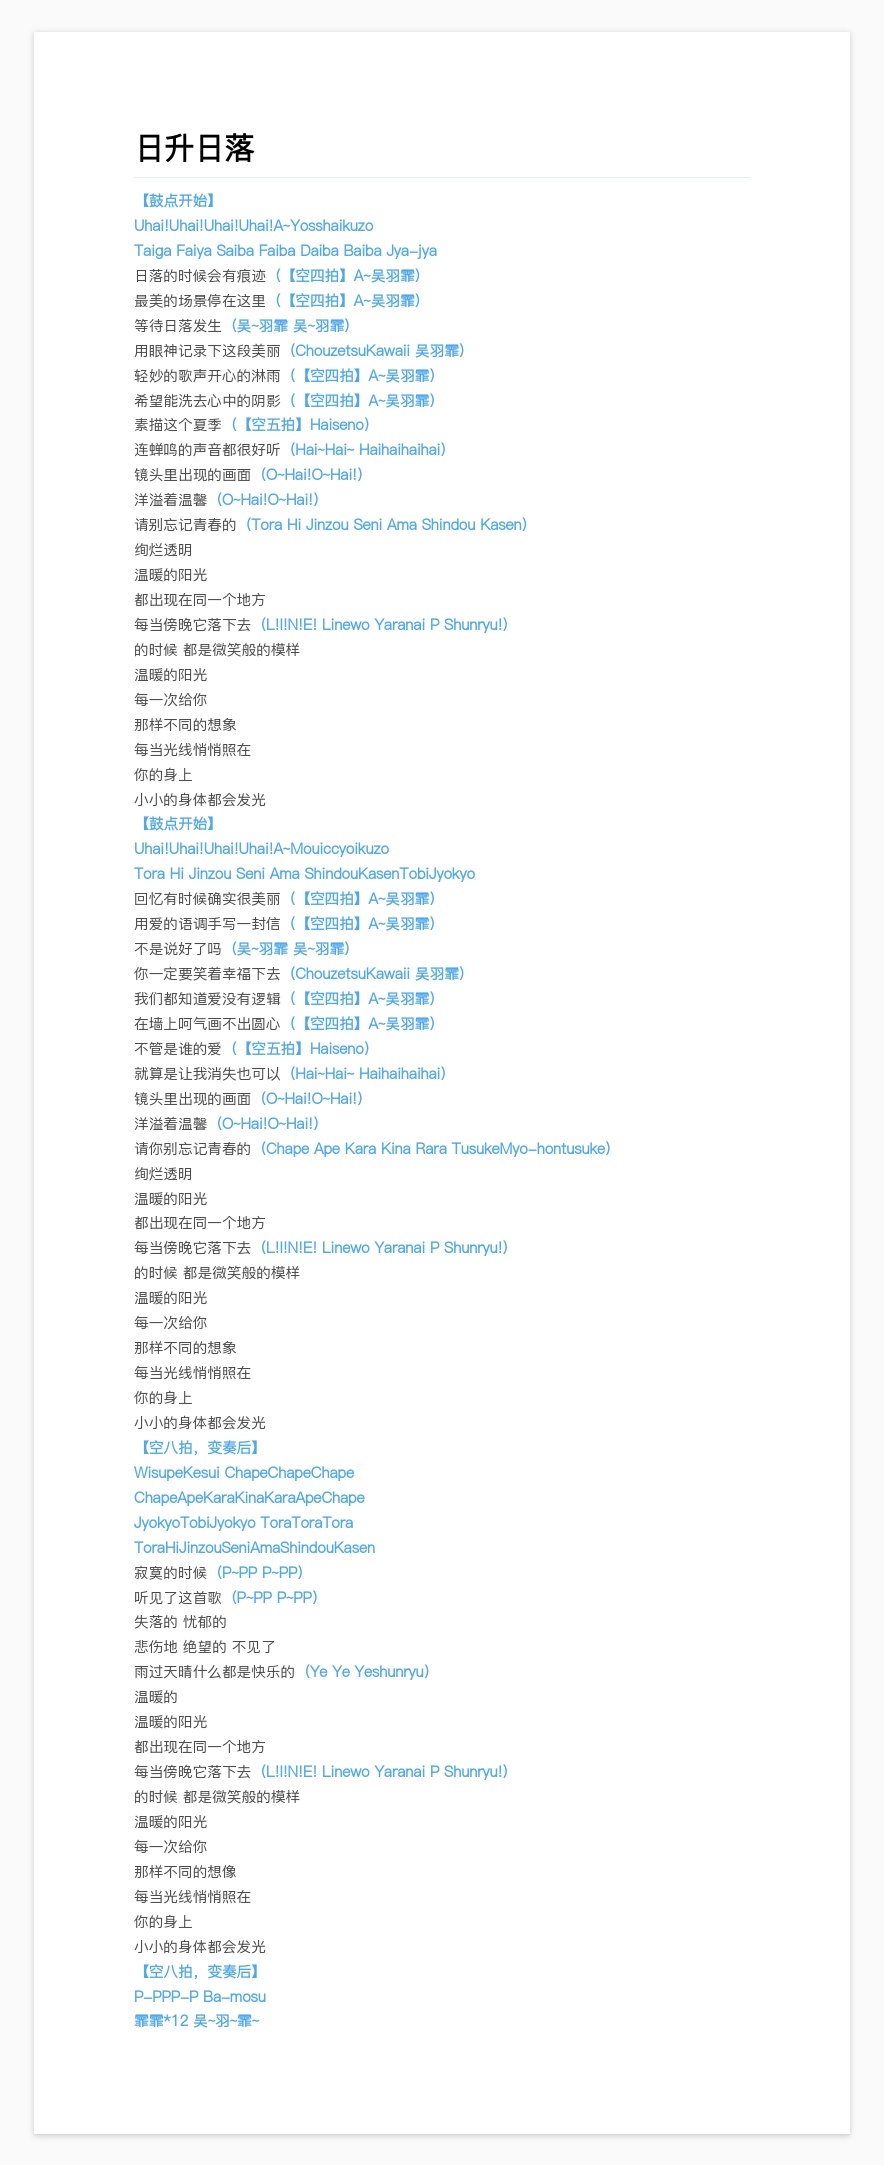 日升日落
【鼓点开始】
Uhai!Uhai!Uhai!Uhai!A~Yosshaikuzo
Taiga Faiya Saiba Faiba Daiba Baiba Jya-jya
日落的时候会有痕迹（【空四拍】A~吴羽霏）
最美的场景停在这里（【空四拍】A~吴羽霏）
等待日落发生（吴~羽霏 吴~羽霏）
用眼神记录下这段美丽（ChouzetsuKawaii 吴羽霏）
轻妙的歌声开心的淋雨（【空四拍】A~吴羽霏）
希望能洗去心中的阴影（【空四拍】A~吴羽霏）
素描这个夏季（【空五拍】Haiseno）
连蝉鸣的声音都很好听（Hai~Hai~ Haihaihaihai）
镜头里出现的画面（O~Hai!O~Hai!）
洋溢着温馨（O~Hai!O~Hai!）
请别忘记青春的（Tora Hi Jinzou Seni Ama Shindou Kasen）
绚烂透明
温暖的阳光
都出现在同一个地方
每当傍晚它落下去（L!I!N!E! Linewo Yaranai P Shunryu!）
的时候 都是微笑般的模样
温暖的阳光
每一次给你
那样不同的想象
每当光线悄悄照在
你的身上
小小的身体都会发光
【鼓点开始】
Uhai!Uhai!Uhai!Uhai!A~Mouiccyoikuzo
Tora Hi Jinzou Seni Ama ShindouKasenTobiJyokyo
回忆有时候确实很美丽（【空四拍】A~吴羽霏）
用爱的语调手写一封信（【空四拍】A~吴羽霏）
不是说好了吗（吴~羽霏 吴~羽霏）
你一定要笑着幸福下去（ChouzetsuKawaii 吴羽霏）
我们都知道爱没有逻辑（【空四拍】A~吴羽霏）
在墙上呵气画不出圆心（【空四拍】A~吴羽霏）
不管是谁的爱（【空五拍】Haiseno）
就算是让我消失也可以（Hai~Hai~ Haihaihaihai）
镜头里出现的画面（O~Hai!O~Hai!）
洋溢着温馨（O~Hai!O~Hai!）
请你别忘记青春的（Chape Ape Kara Kina Rara TusukeMyo-hontusuke）
绚烂透明
温暖的阳光
都出现在同一个地方
每当傍晚它落下去（L!I!N!E! Linewo Yaranai P Shunryu!）
的时候 都是微笑般的模样
温暖的阳光
每一次给你
那样不同的想象
每当光线悄悄照在
你的身上
小小的身体都会发光
【空八拍，变奏后】
WisupeKesui ChapeChapeChape
ChapeApeKaraKinaKaraApeChape
JyokyoTobiJyokyo ToraToraTora
ToraHiJinzouSeniAmaShindouKasen
寂寞的时候（P~PP P~PP）
听见了这首歌（P~PP P~PP）
失落的 忧郁的
悲伤地 绝望的 不见了
雨过天晴什么都是快乐的（Ye Ye Yeshunryu）
温暖的
温暖的阳光
都出现在同一个地方
每当傍晚它落下去（L!I!N!E! Linewo Yaranai P Shunryu!）
的时候 都是微笑般的模样
温暖的阳光
每一次给你
那样不同的想像
每当光线悄悄照在
你的身上
小小的身体都会发光
【空八拍，变奏后】
P-PPP-P Ba-mosu
霏霏*12 吴~羽~霏~